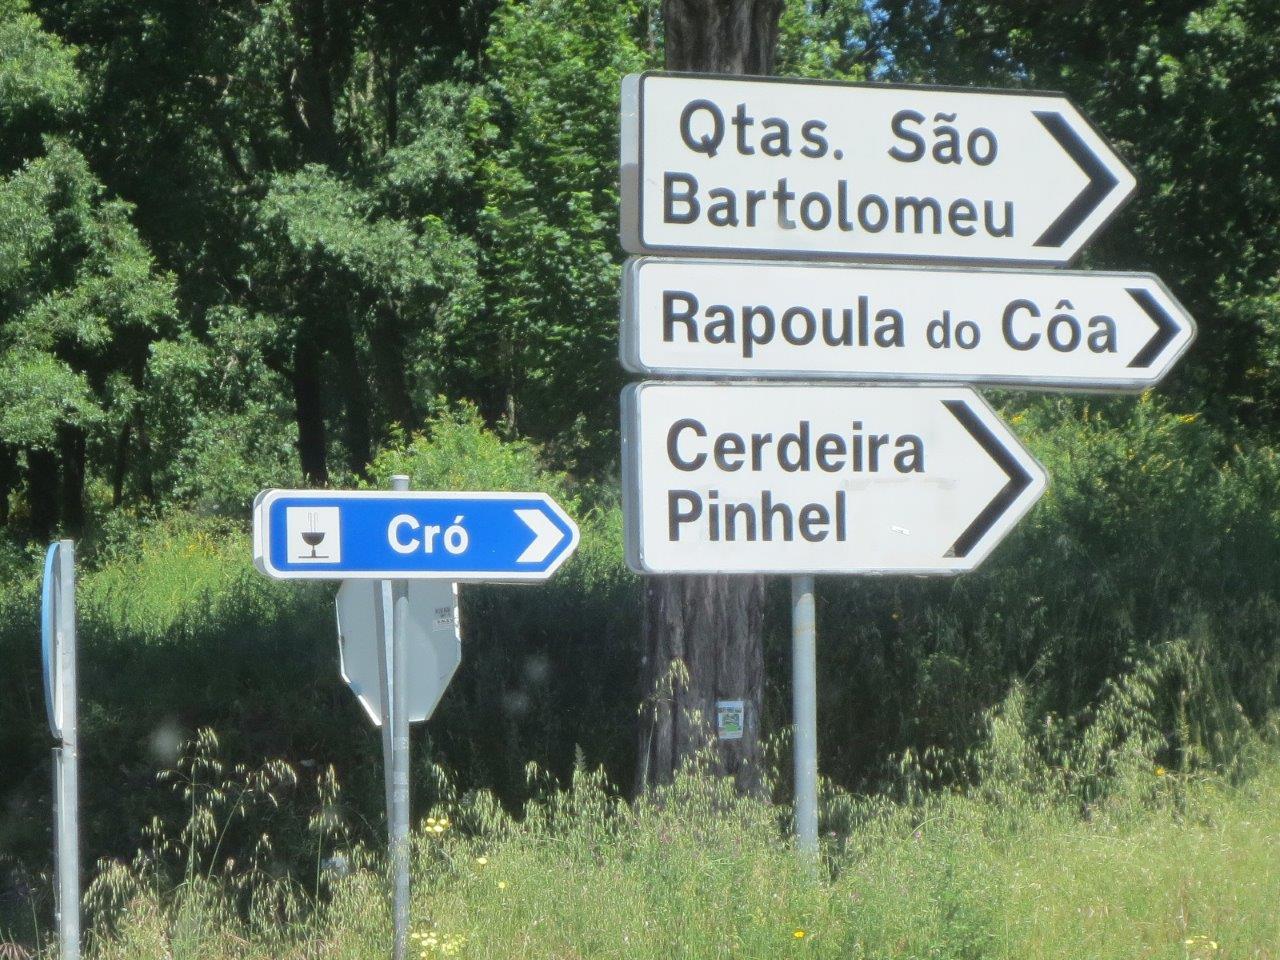 Qtas. São
Bartolomeu
Rapoula do Côa
Cerdeira
Pinhel
Cró